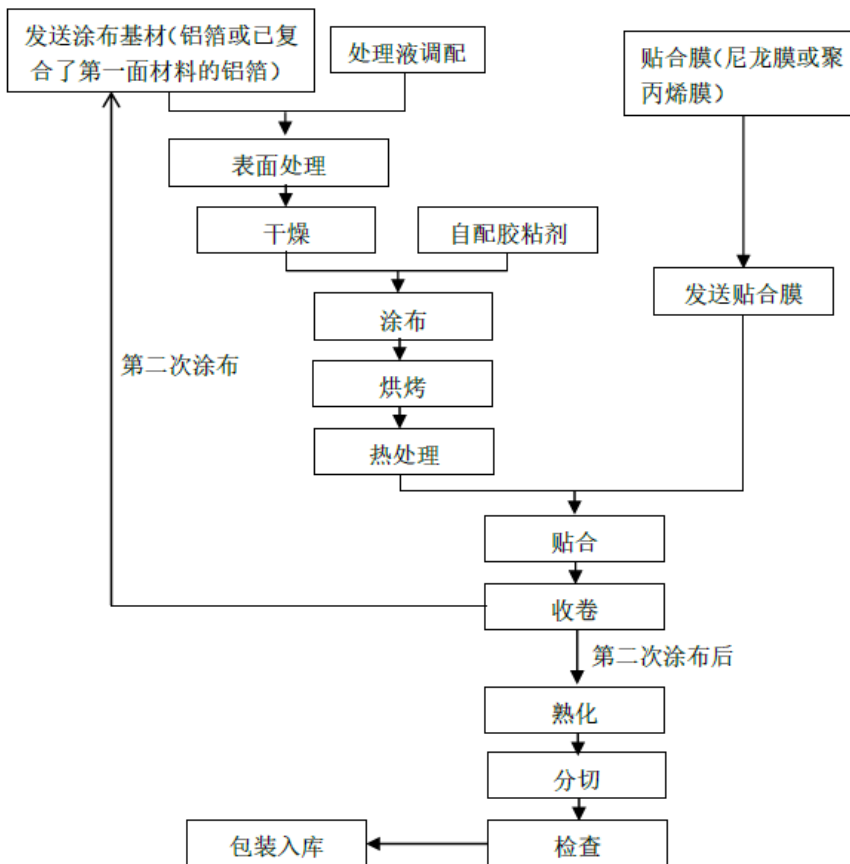 发送涂布基材(铝箔或已复
合了第一面材料的铝箔)
处理液调配
贴合膜(尼龙膜或聚
丙烯膜)
表面处理
干燥
自配胶粘剂
发送贴合膜
涂布
第二次涂布
烘烤
热处理
贴合
收卷
第二次涂布后
熟化
分切
包装入库
检查